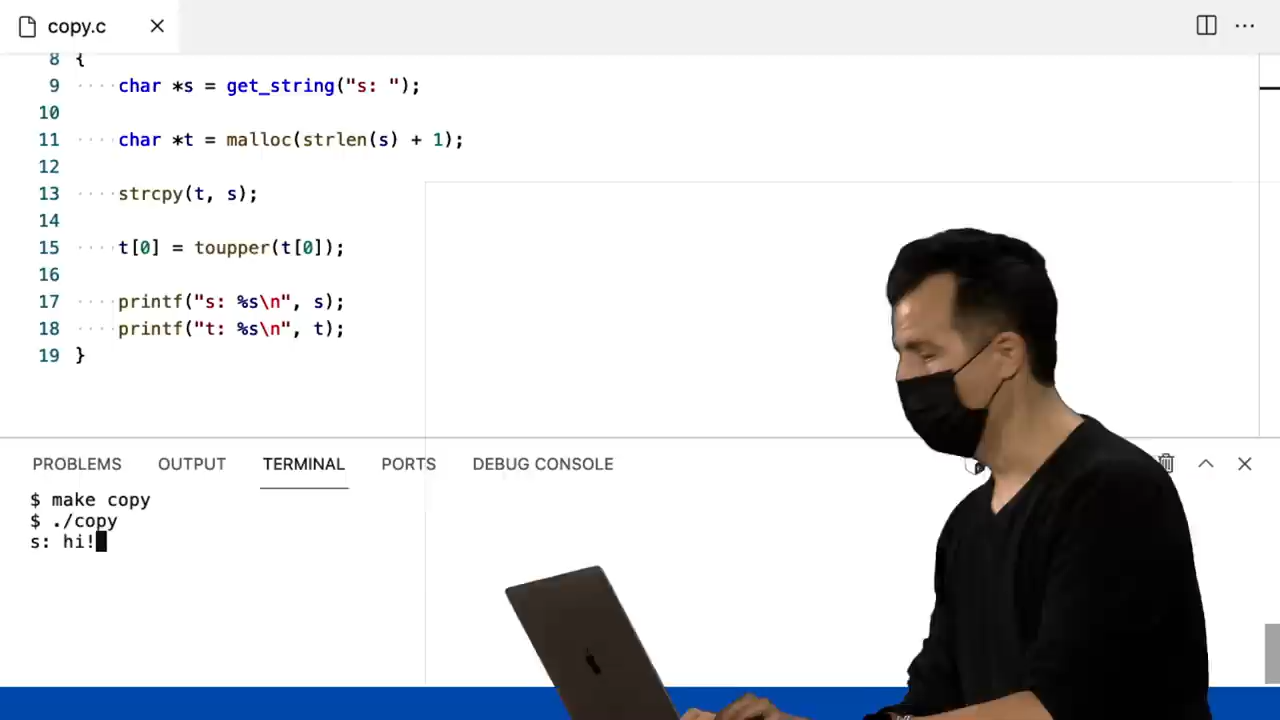 copy.c
8 {
9 ····char *s = get_string("s: ");
10
11 ····char *t = malloc(strlen(s) + 1);
12
13 ····strcpy(t, s);
14
15 ····t[0] = toupper(t[0]);
16
17 ····printf("s: %s\n", s);
18 ····printf("t: %s\n", t);
19 }
PROBLEMS OUTPUT TERMINAL PORTS DEBUG CONSOLE
$ make copy
$ ./copy
s: hi!